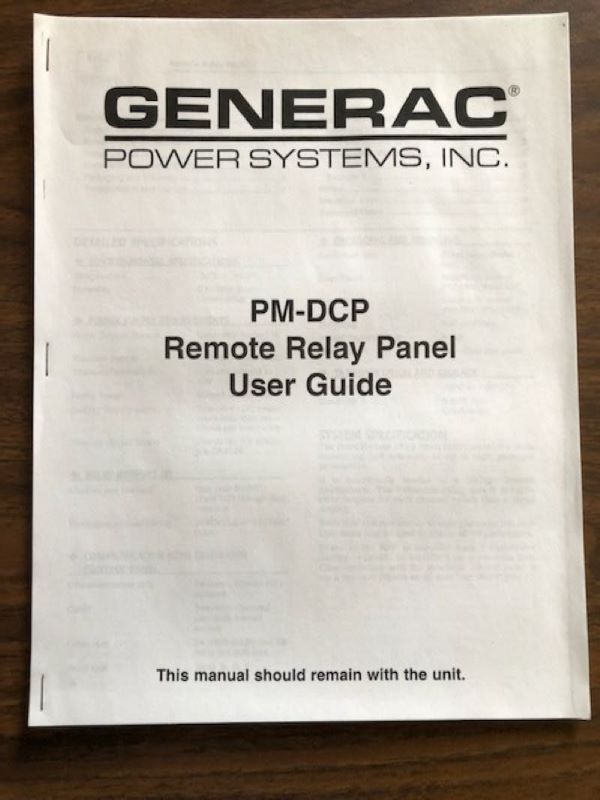 GENERAC®
POWER SYSTEMS, INC.
PM-DCP
Remote Relay Panel
User Guide
This manual should remain with the unit.